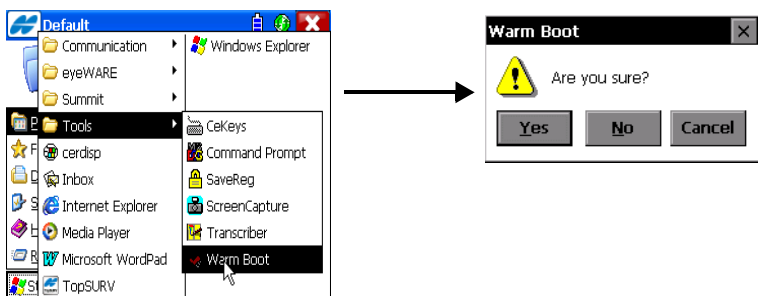 Default
Communication
Windows Explorer
eyeWARE
Summit
P
Tools
CeKeys
F
cerdisp
Command Prompt
D
Inbox
SaveReg
S
Internet Explorer
ScreenCapture
H
Media Player
Transcriber
R
Microsoft WordPad
Warm Boot
St
TopSURV
Warm Boot
Are you sure?
Yes
No
Cancel